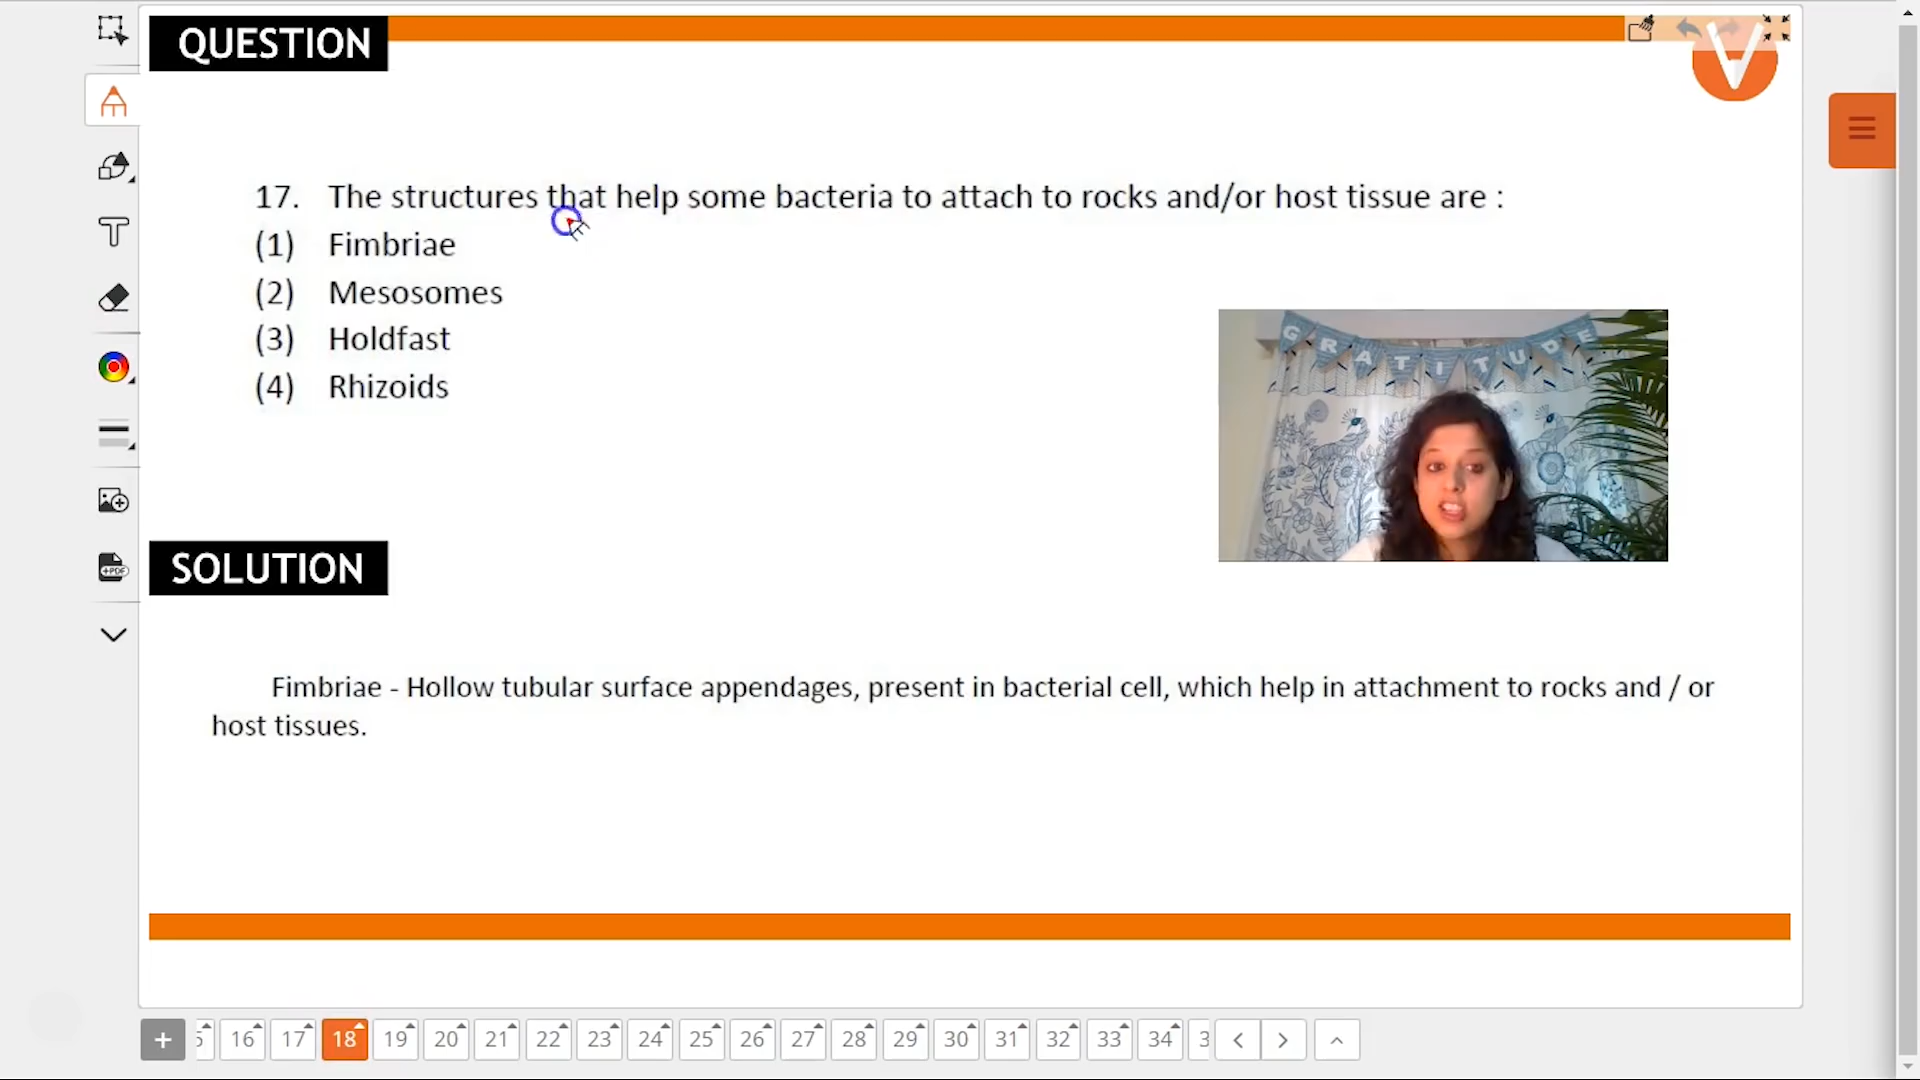 QUESTION
17. The structures that help some bacteria to attach to rocks and/or host tissue are :
(1) Fimbriae
(2) Mesosomes
(3) Holdfast
(4) Rhizoids
GRATITUDE
SOLUTION
Fimbriae - Hollow tubular surface appendages, present in bacterial cell, which help in attachment to rocks and / or
host tissues.
+PDF
16 17 18 19 20 21 22 23 24 25 26 27 28 29 30 31 32 33 34